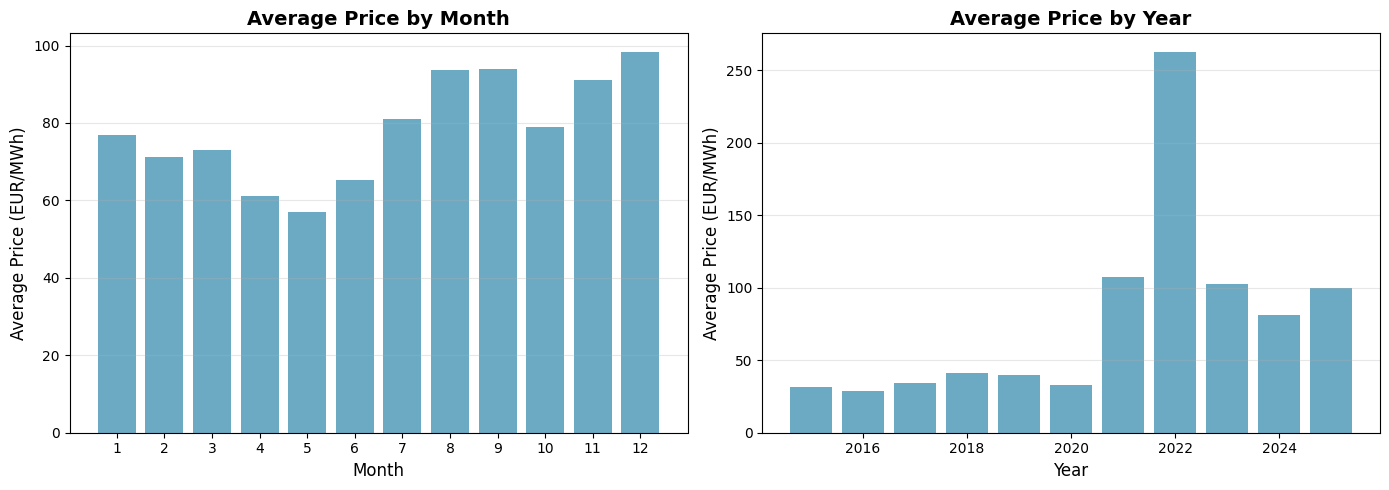 Average Price by Month
Average Price (EUR/MWh)
100
80
60
40
20
0
1 2 3 4 5 6 7 8 9 10 11 12
Month
Average Price by Year
Average Price (EUR/MWh)
250
200
150
100
50
0
2016 2018 2020 2022 2024
Year